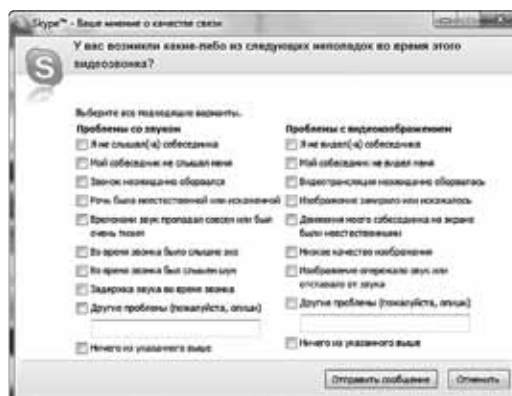 Skype™ - Ваше мнение о качестве связи
У вас возникли какие-либо из следующих неполадок во время этого
видеозвонка?
Выберите все подходящие варианты.
Проблемы со звуком
Я не слышал(-а) собеседника
Мой собеседник не слышал меня
Звонок неожиданно оборвался
Речь была неестественной или искаженной
Временами звук пропадал совсем или был
очень тихим
Во время звонка было слышно эхо
Во время звонка был слышен шум
Задержка звука во время звонка
Другие проблемы (пожалуйста, опиши)
Ничего из указанного выше
Проблемы с видеоизображением
Я не видел(-а) собеседника
Мой собеседник не видел меня
Видеотрансляция неожиданно оборвалась
Изображение замирало или искажалось
Движения моего собеседника на экране
были неестественными
Низкое качество изображения
Изображение опережало звук или
отставало от звука
Другие проблемы (пожалуйста, опиши)
Ничего из указанного выше
Отправить сообщение
Отменить